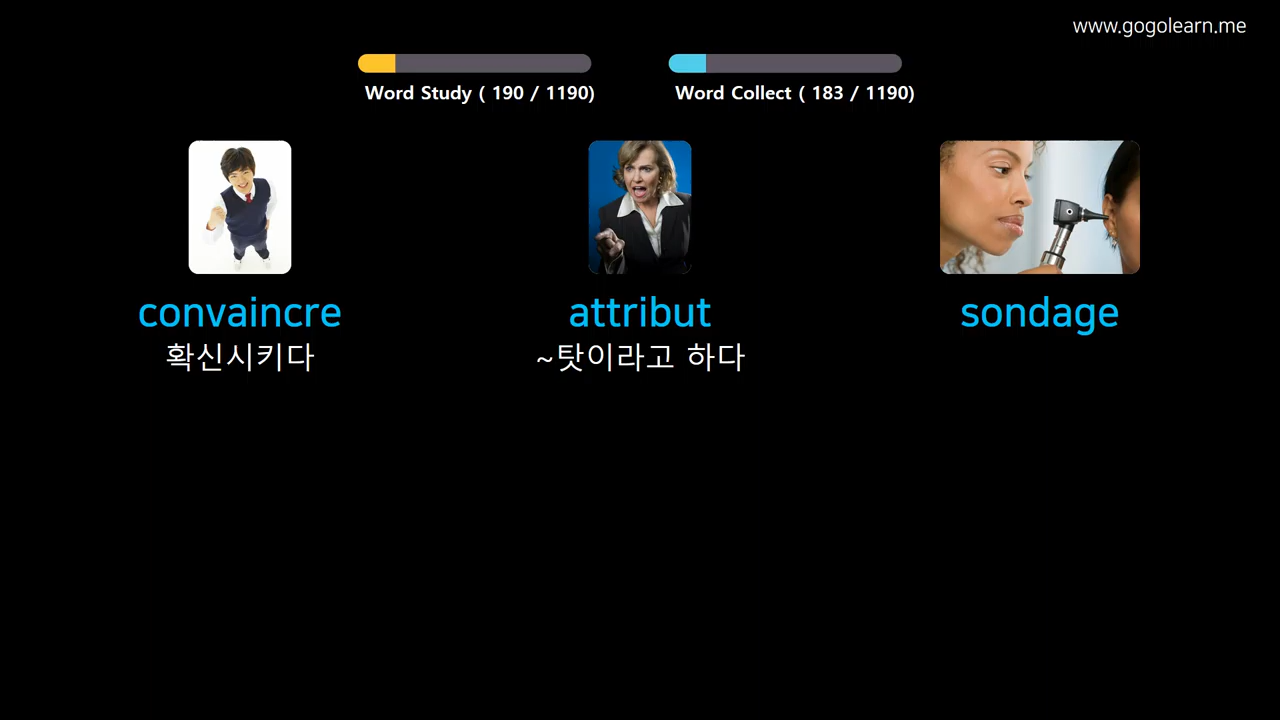 www.gogolearn.me
Word Study ( 190 / 1190)
Word Collect ( 183 / 1190)
convaincre
확신시키다
attribut
~탓이라고 하다
sondage